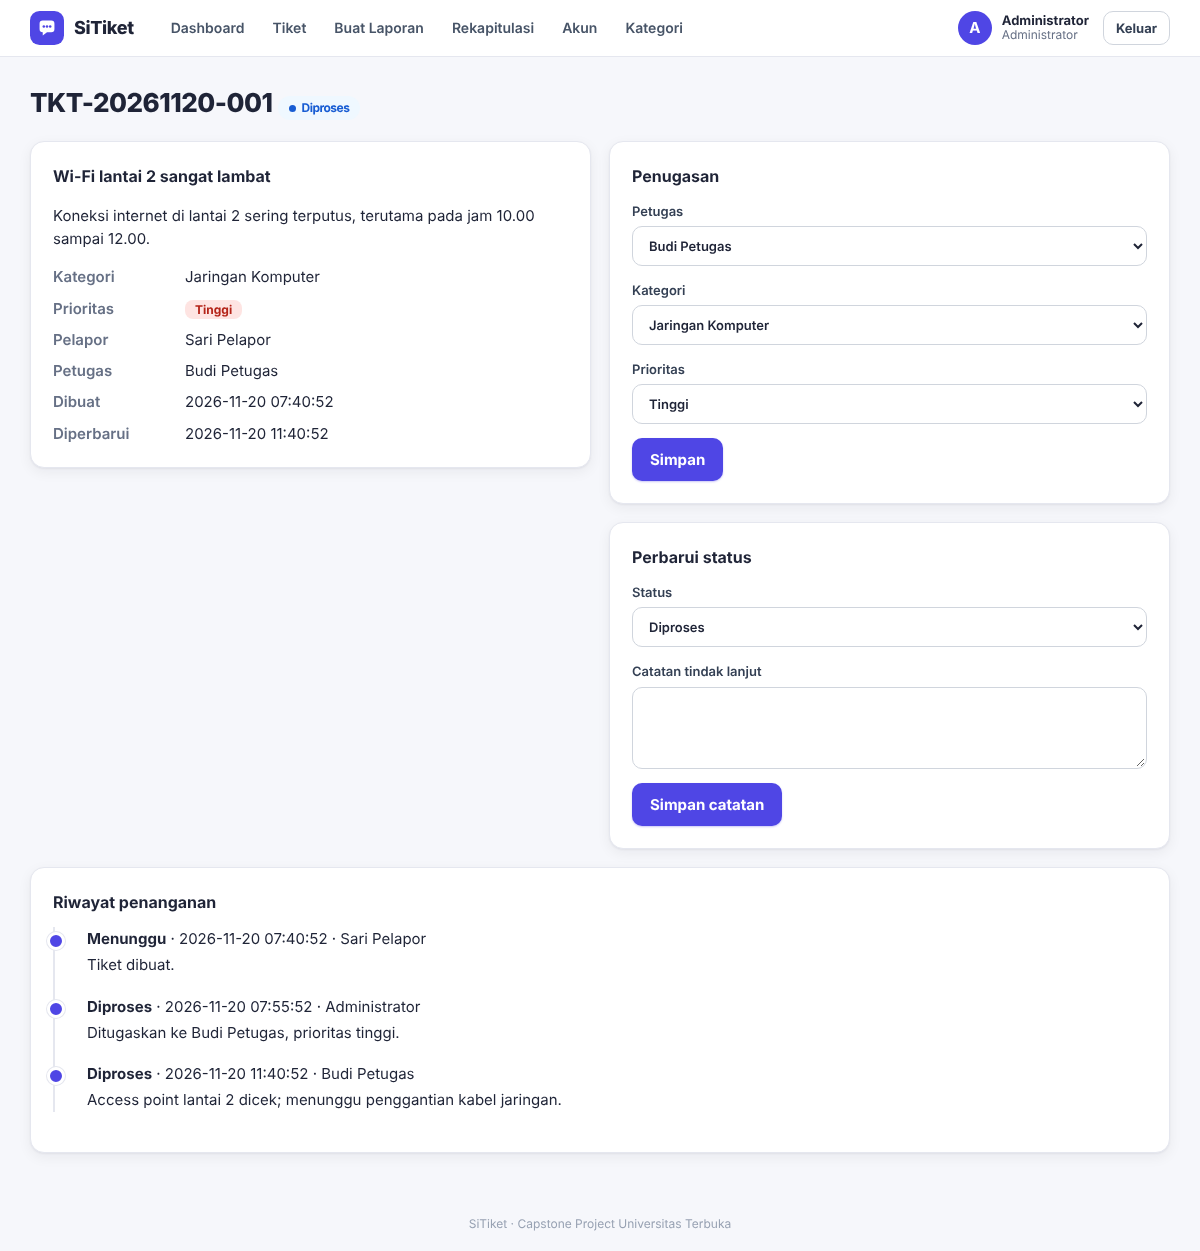 SiTiket
Dashboard
Tiket
Buat Laporan
Rekapitulasi
Akun
Kategori
A
Administrator
Administrator
Keluar
TKT-20261120-001
Diproses
Wi-Fi lantai 2 sangat lambat
Koneksi internet di lantai 2 sering terputus, terutama pada jam 10.00
sampai 12.00.
Kategori Jaringan Komputer
Prioritas Tinggi
Pelapor Sari Pelapor
Petugas Budi Petugas
Dibuat 2026-11-20 07:40:52
Diperbarui 2026-11-20 11:40:52
Penugasan
Petugas
Budi Petugas
Kategori
Jaringan Komputer
Prioritas
Tinggi
Simpan
Perbarui status
Status
Diproses
Catatan tindak lanjut
Simpan catatan
Riwayat penanganan
Menunggu · 2026-11-20 07:40:52 · Sari Pelapor
Tiket dibuat.
Diproses · 2026-11-20 07:55:52 · Administrator
Ditugaskan ke Budi Petugas, prioritas tinggi.
Diproses · 2026-11-20 11:40:52 · Budi Petugas
Access point lantai 2 dicek; menunggu penggantian kabel jaringan.
SiTiket · Capstone Project Universitas Terbuka